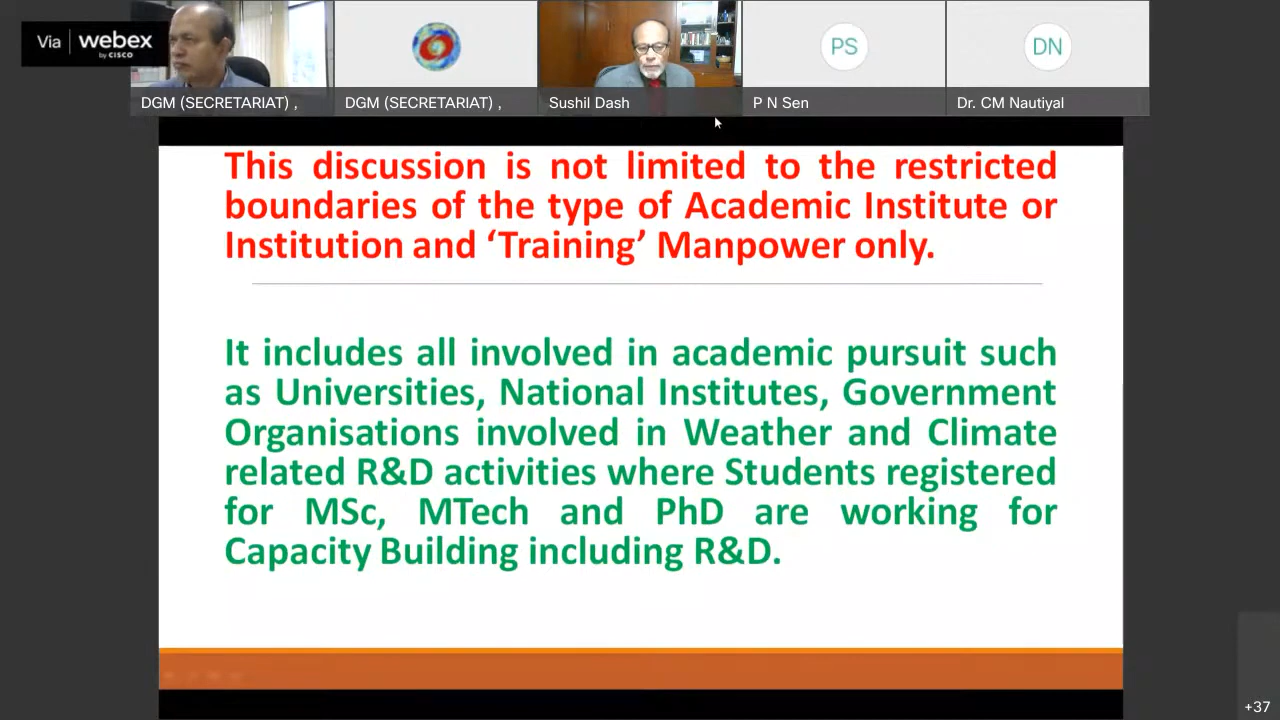 Via webex
by CISCO
DGM (SECRETARIAT) ,
DGM (SECRETARIAT) ,
Sushil Dash
PS
P N Sen
DN
Dr. CM Nautiyal
This discussion is not limited to the restricted
boundaries of the type of Academic Institute or
Institution and ‘Training’ Manpower only.
It includes all involved in academic pursuit such
as Universities, National Institutes, Government
Organisations involved in Weather and Climate
related R&D activities where Students registered
for MSc, MTech and PhD are working for
Capacity Building including R&D.
+37